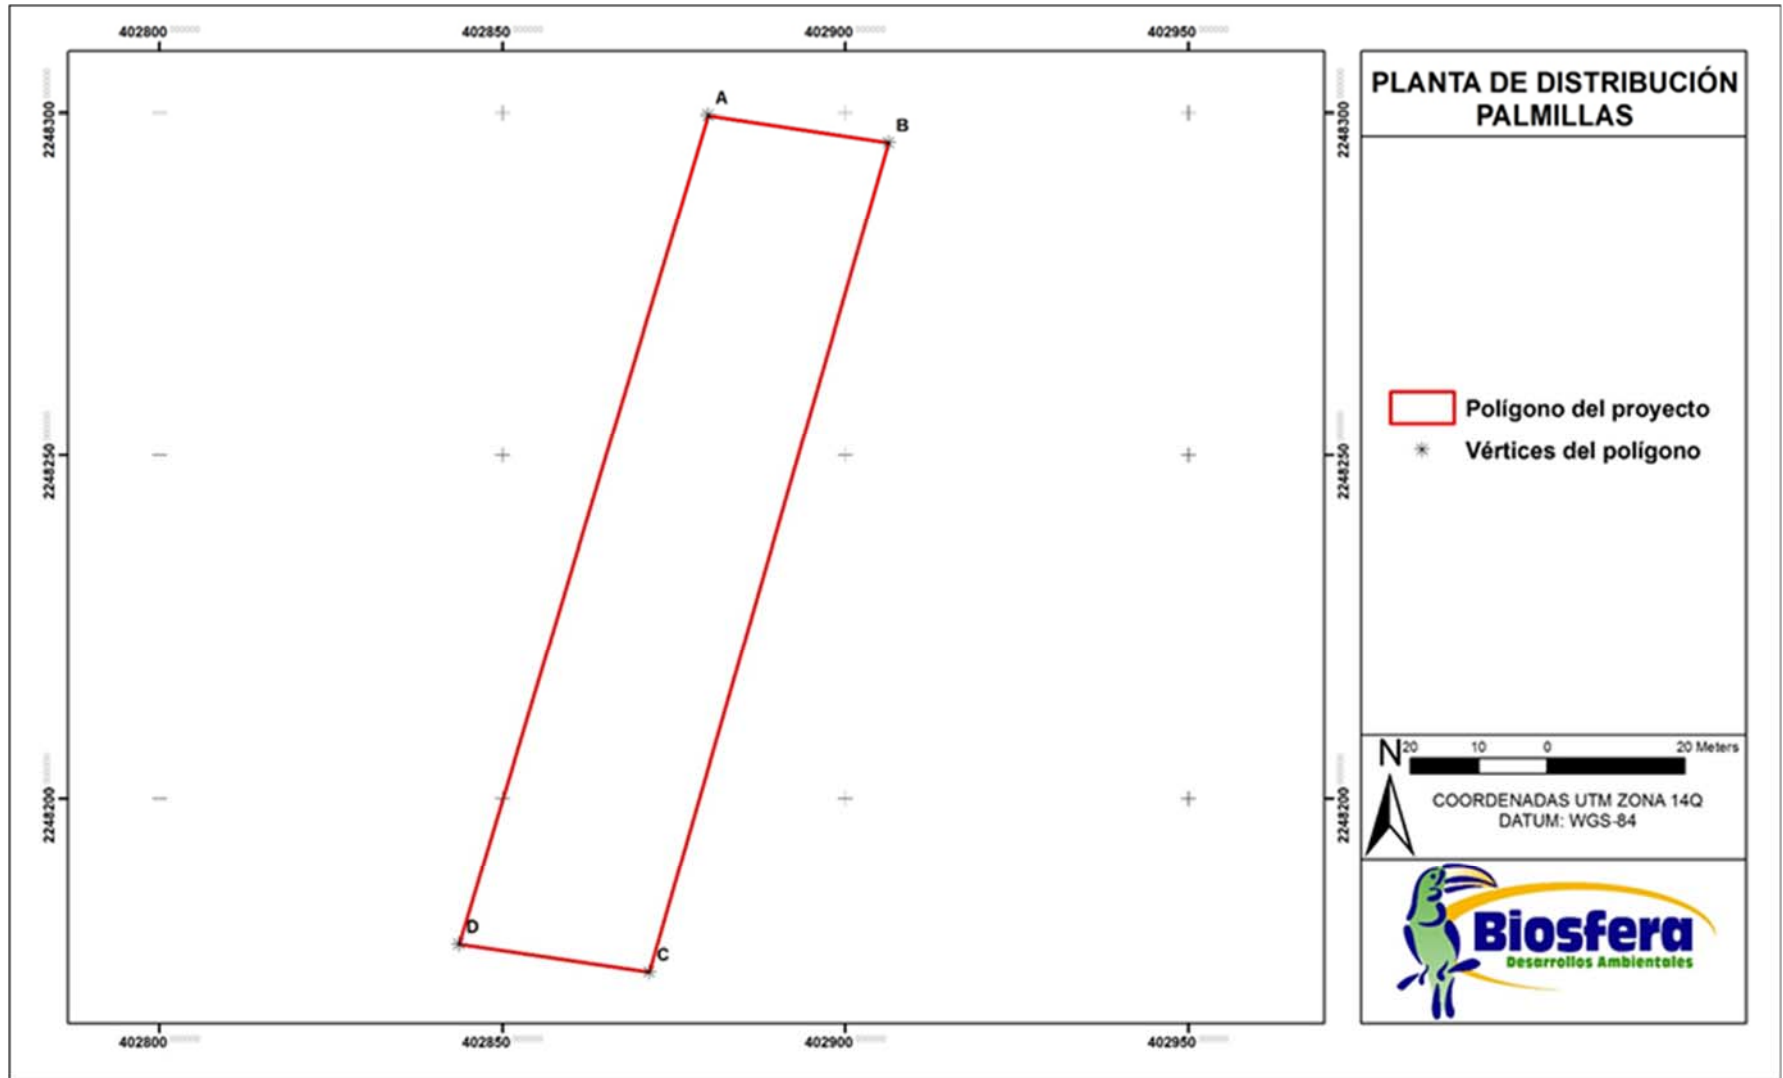 402800 402850 402900 402950
PLANTA DE DISTRIBUCIÓN
PALMILLAS
2248300
2248300
A
B
Polígono del proyecto
Vértices del polígono
2248250
2248250
N
20 10 0 20 Meters
COORDENADAS UTM ZONA 14Q
DATUM: WGS-84
2248200
2248200
D
C
Biosfera
Desarrollos Ambientales
402800 402850 402900 402950